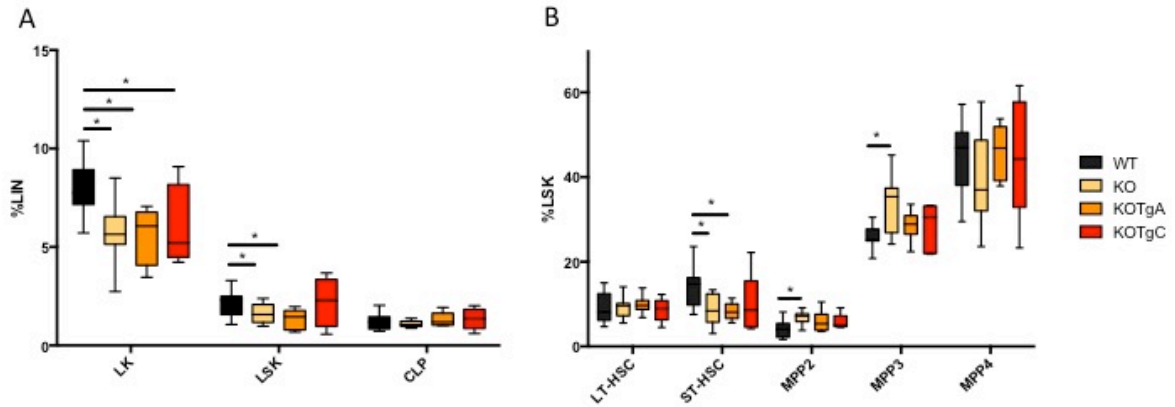 A
15
10
5
0
%LIN
*
*
*
*
*
LK
LSK
CLP
B
60
40
20
0
%LSK
*
*
*
*
LT-HSC
ST-HSC
MPP2
MPP3
MPP4
WT
KO
KOTgA
KOTgC